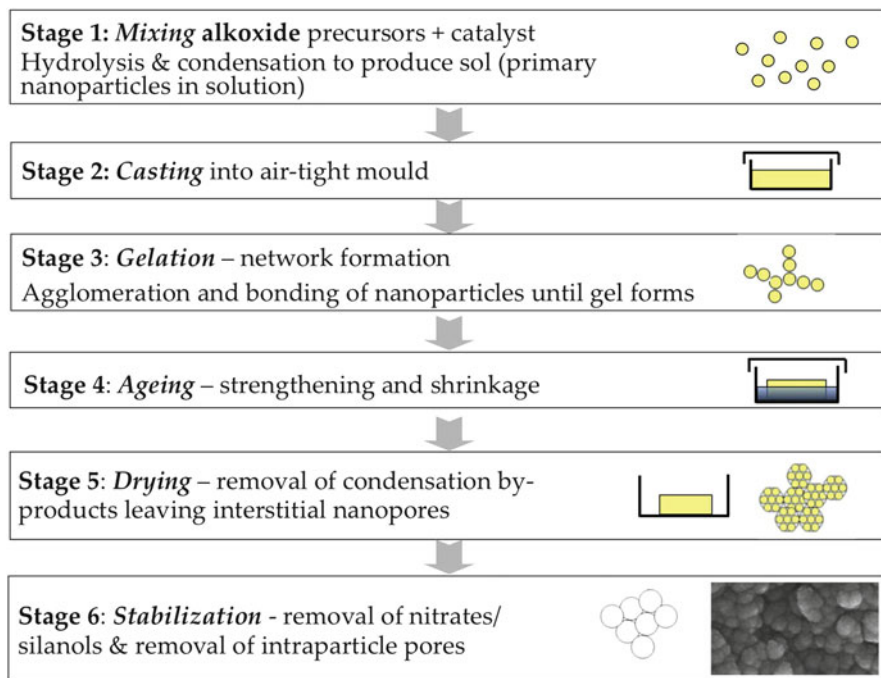 Stage 1: Mixing alkoxide precursors + catalyst
Hydrolysis & condensation to produce sol (primary
nanoparticles in solution)
Stage 2: Casting into air-tight mould
Stage 3: Gelation – network formation
Agglomeration and bonding of nanoparticles until gel forms
Stage 4: Ageing – strengthening and shrinkage
Stage 5: Drying – removal of condensation by-
products leaving interstitial nanopores
Stage 6: Stabilization - removal of nitrates/
silanols & removal of intraparticle pores